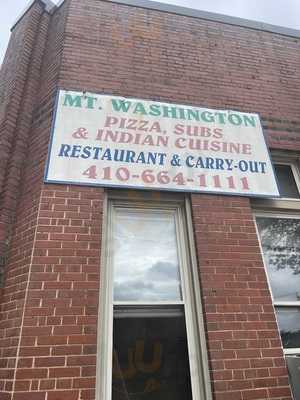 MT. WASHINGTON
PIZZA, SUBS
& INDIAN CUISINE
RESTAURANT & CARRY-OUT
410-664-1111